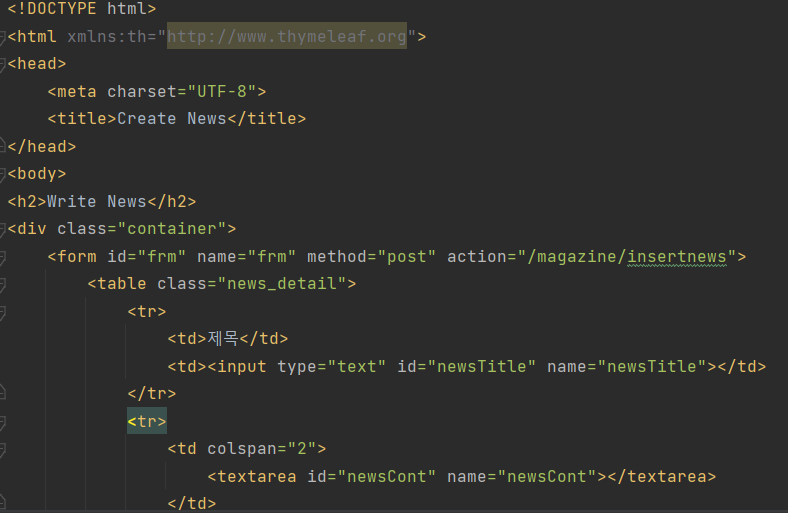 <!DOCTYPE html>
<html xmlns:th="http://www.thymeleaf.org">
<head>
    <meta charset="UTF-8">
    <title>Create News</title>
</head>
<body>
<h2>Write News</h2>
<div class="container">
    <form id="frm" name="frm" method="post" action="/magazine/insertnews">
        <table class="news_detail">
            <tr>
                <td>제목</td>
                <td><input type="text" id="newsTitle" name="newsTitle"></td>
            </tr>
            <tr>
                <td colspan="2">
                    <textarea id="newsCont" name="newsCont"></textarea>
                </td>